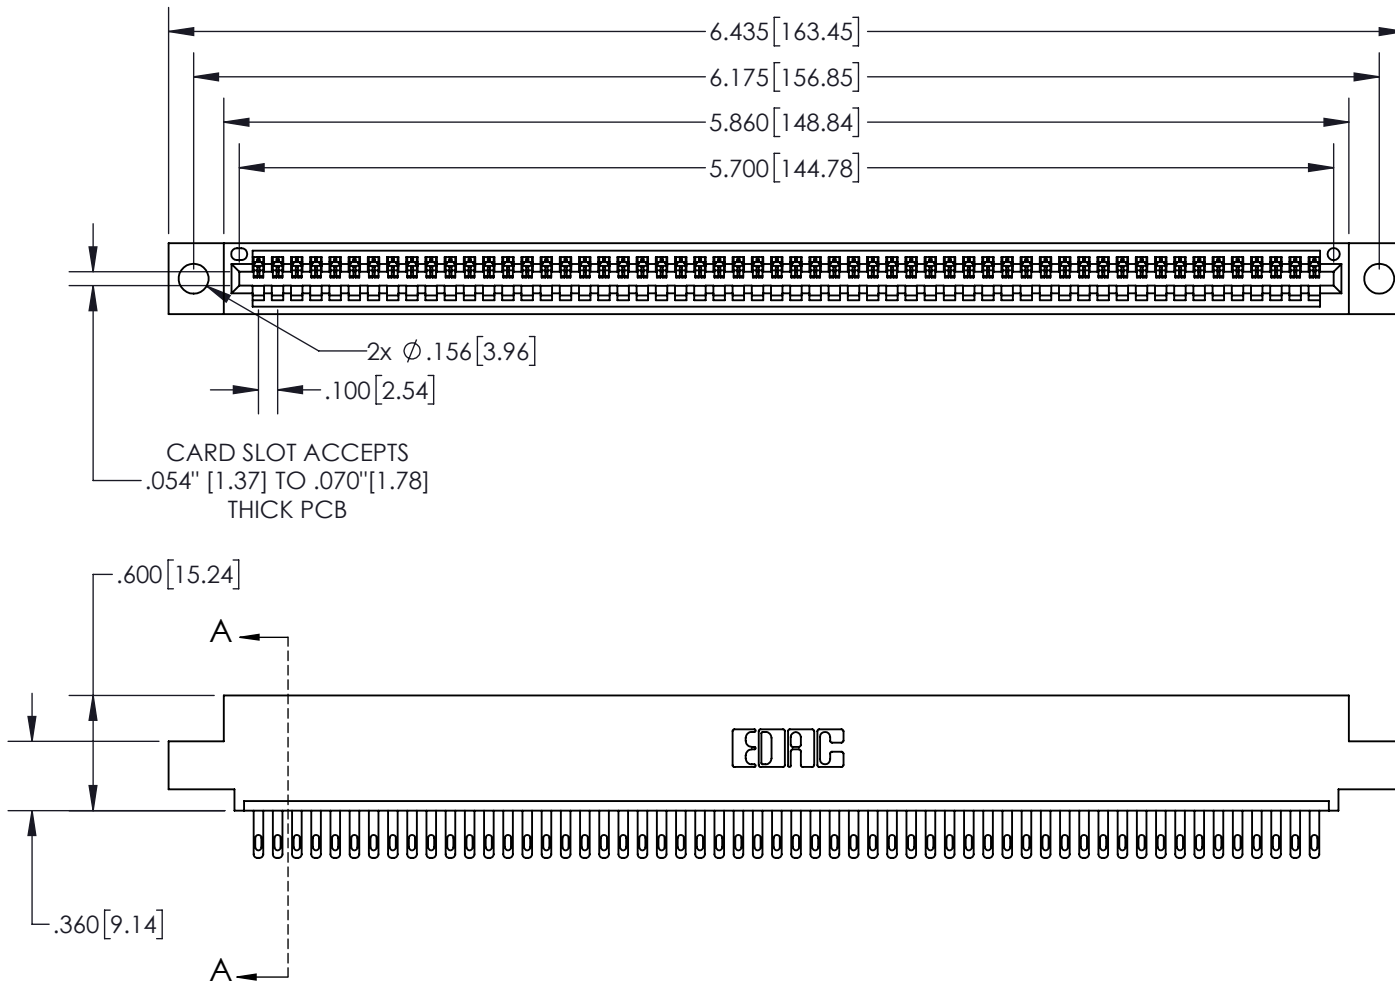 6.435[163.45]
6.175[156.85]
5.860[148.84]
5.700[144.78]
2x Ø.156[3.96]
.100[2.54]
CARD SLOT ACCEPTS
.054" [1.37] TO .070"[1.78]
THICK PCB
.600[15.24]
A
EDAC
.360[9.14]
A